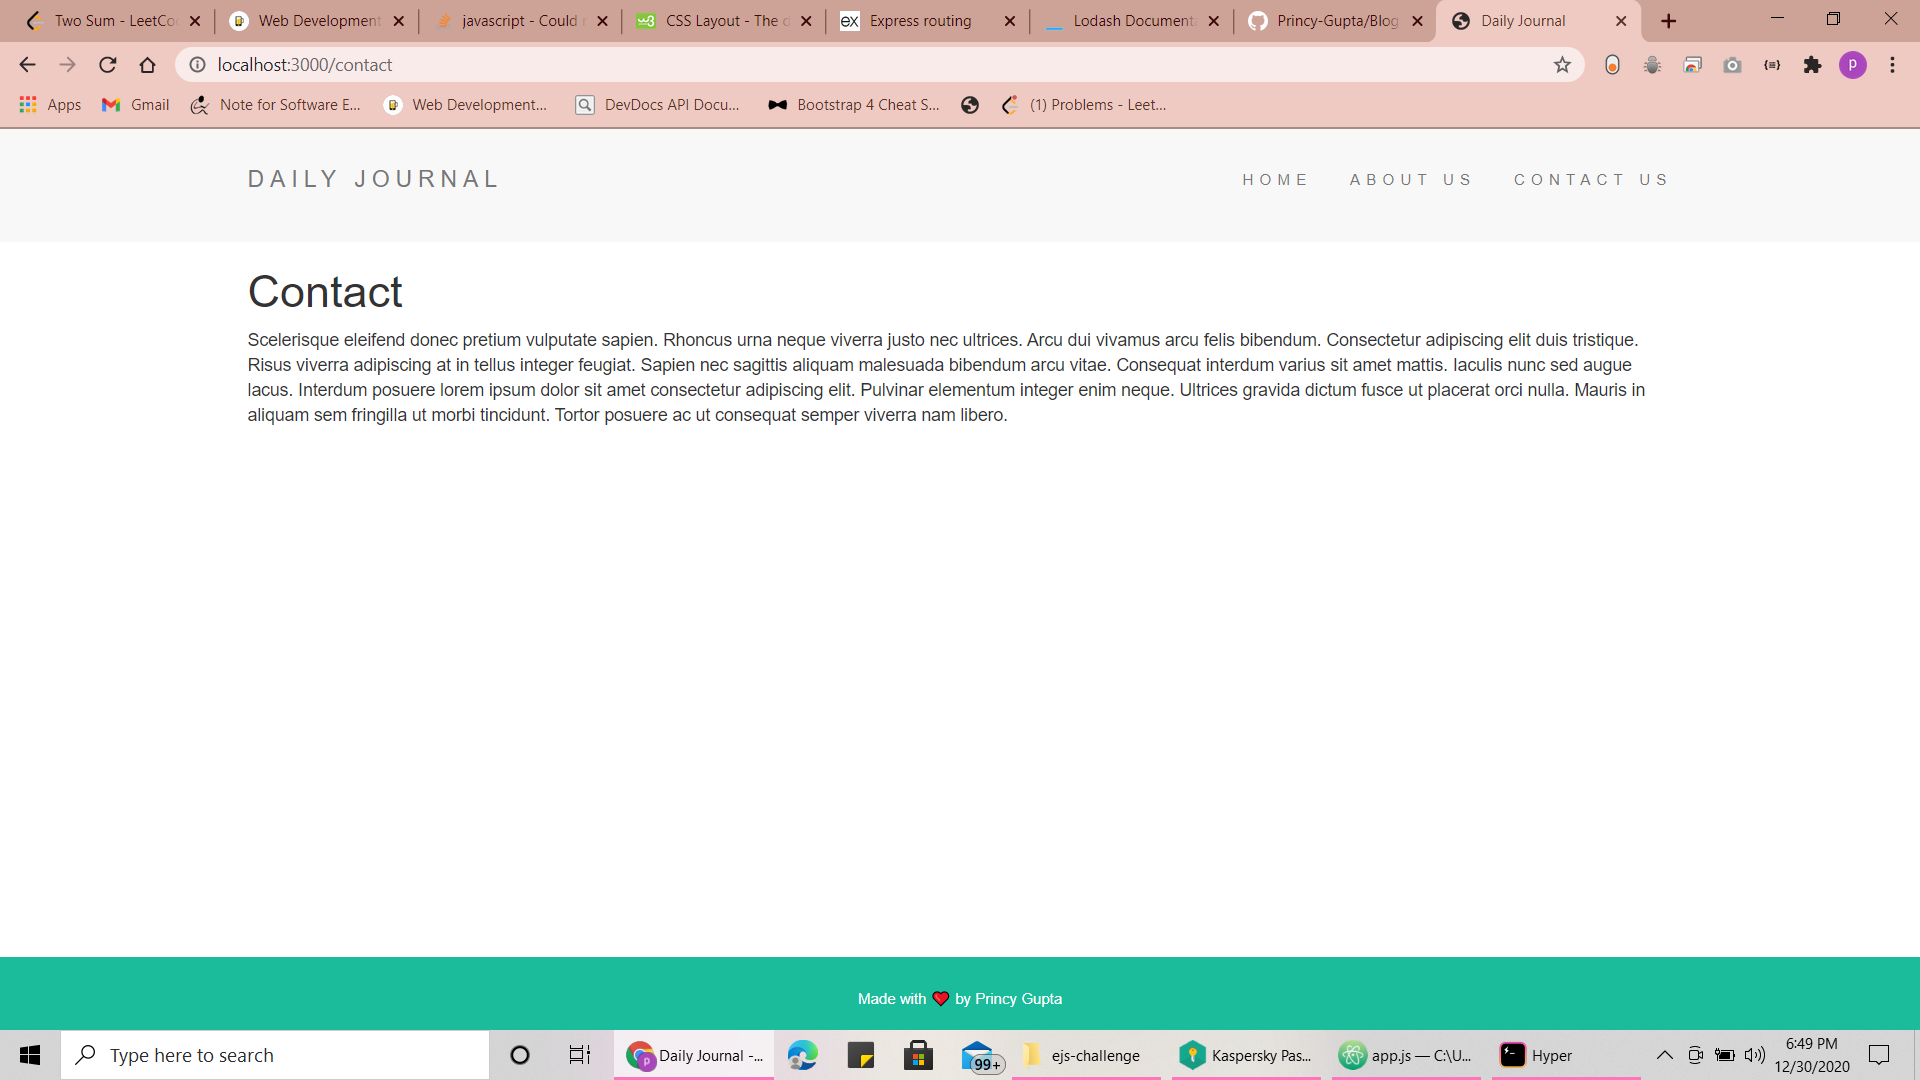 Two Sum - LeetCo
Web Development
javascript - Could
CSS Layout - The
Express routing
Lodash Document
Princy-Gupta/Blog
Daily Journal
localhost:3000/contact
P
Apps
Gmail
Note for Software E...
Web Development...
DevDocs API Docu...
Bootstrap 4 Cheat S...
(1) Problems - Leet...
DAILY JOURNAL
HOME
ABOUT US
CONTACT US
Contact
Scelerisque eleifend donec pretium vulputate sapien. Rhoncus urna neque viverra justo nec ultrices. Arcu dui vivamus arcu felis bibendum. Consectetur adipiscing elit duis tristique.
Risus viverra adipiscing at in tellus integer feugiat. Sapien nec sagittis aliquam malesuada bibendum arcu vitae. Consequat interdum varius sit amet mattis. Iaculis nunc sed augue
lacus. Interdum posuere lorem ipsum dolor sit amet consectetur adipiscing elit. Pulvinar elementum integer enim neque. Ultrices gravida dictum fusce ut placerat orci nulla. Mauris in
aliquam sem fringilla ut morbi tincidunt. Tortor posuere ac ut consequat semper viverra nam libero.
Made with ❤️ by Princy Gupta
Type here to search
Daily Journal -...
99+
ejs-challenge
Kaspersky Pas...
app.js — C:\U...
Hyper
6:49 PM
12/30/2020